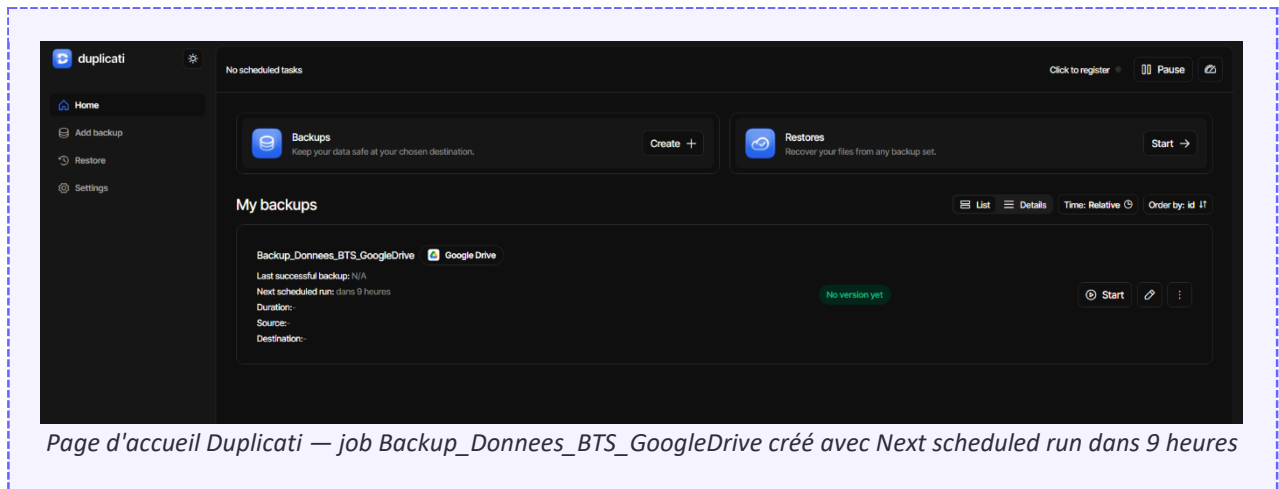 duplicati
No scheduled tasks
Click to register
Pause
Home
Add backup
Restore
Settings
Backups
Keep your data safe at your chosen destination.
Create +
Restores
Recover your files from any backup set.
Start →
My backups
List
Details
Time: Relative
Order by: id
Backup_Donnees_BTS_GoogleDrive
Google Drive
Last successful backup: N/A
Next scheduled run: dans 9 heures
Duration:-
Source:-
Destination:-
No version yet
Start
Page d'accueil Duplicati — job Backup_Donnees_BTS_GoogleDrive créé avec Next scheduled run dans 9 heures